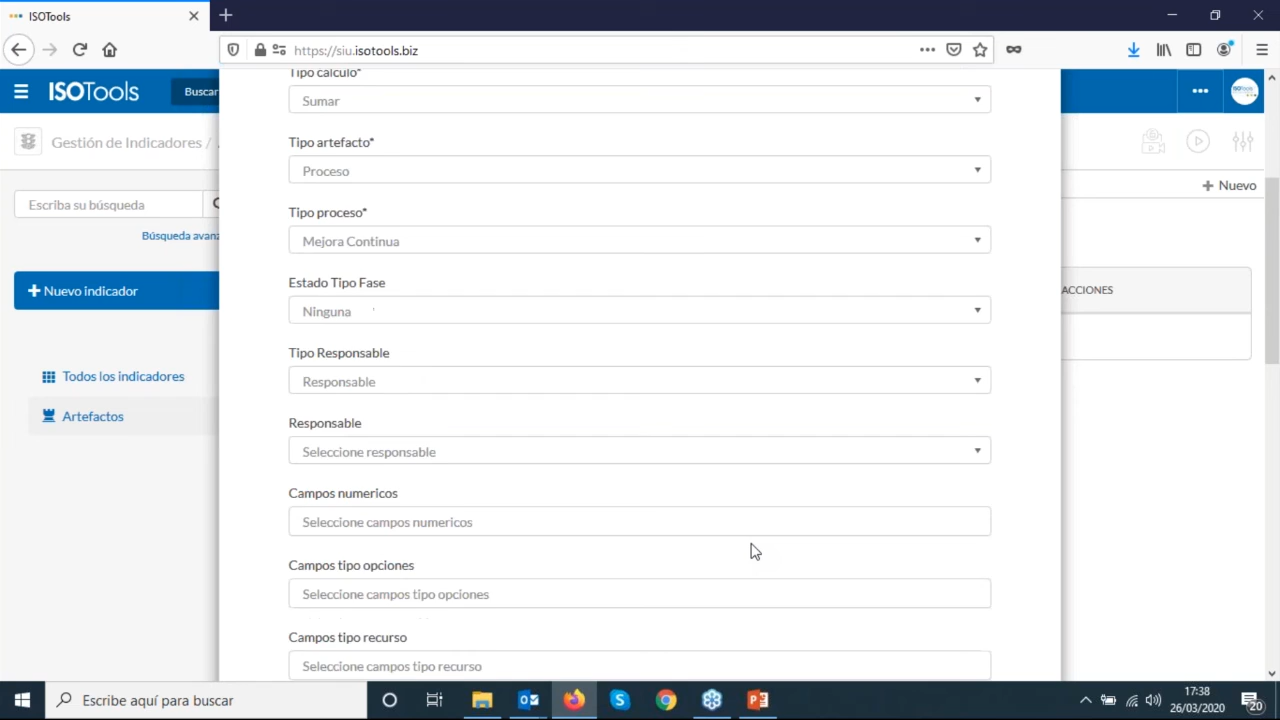 ISOTools
https://siu.isotools.biz
ISOTools
Buscar
Gestión de Indicadores /
Nuevo
Escriba su búsqueda
Búsqueda avanz
Nuevo indicador
Todos los indicadores
Artefactos
ACCIONES
Tipo calculo*
Sumar
Tipo artefacto*
Proceso
Tipo proceso*
Mejora Continua
Estado Tipo Fase
Ninguna
Tipo Responsable
Responsable
Responsable
Seleccione responsable
Campos numericos
Seleccione campos numericos
Campos tipo opciones
Seleccione campos tipo opciones
Campos tipo recurso
Seleccione campos tipo recurso
Escribe aquí para buscar
17:38
26/03/2020
20